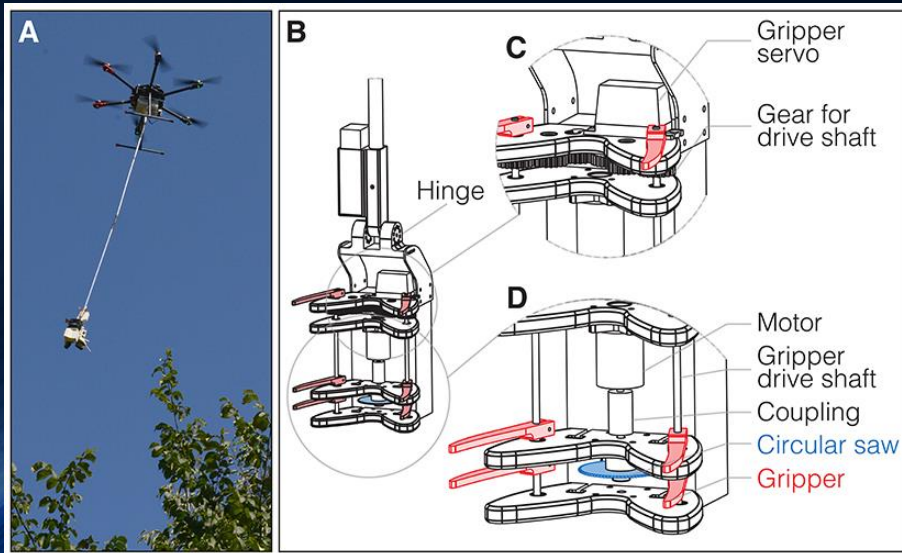 A
B
C
Gripper
servo
Gear for
drive shaft
Hinge
D
Motor
Gripper
drive shaft
Coupling
Circular saw
Gripper